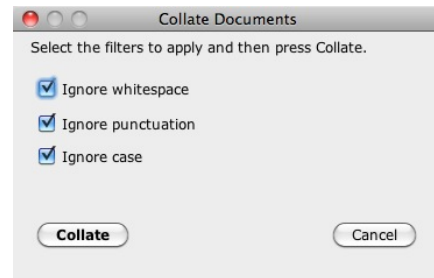 Collate Documents
Select the filters to apply and then press Collate.
Ignore whitespace
Ignore punctuation
Ignore case
Collate Cancel